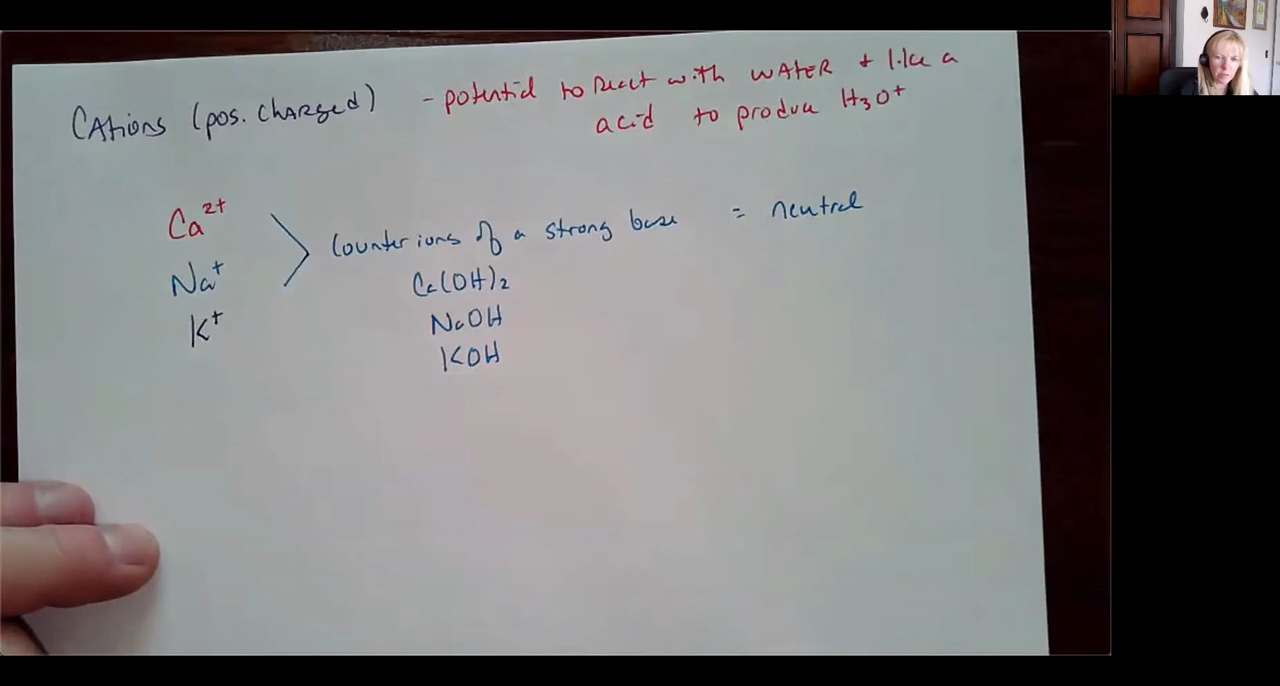 CAtions (pos. charged) - potential to react with WATER + like a
acid to produce H₃O⁺
Ca²⁺
Na⁺
K⁺
Counter ions of a strong base = neutral
Ca(OH)₂
NaOH
KOH